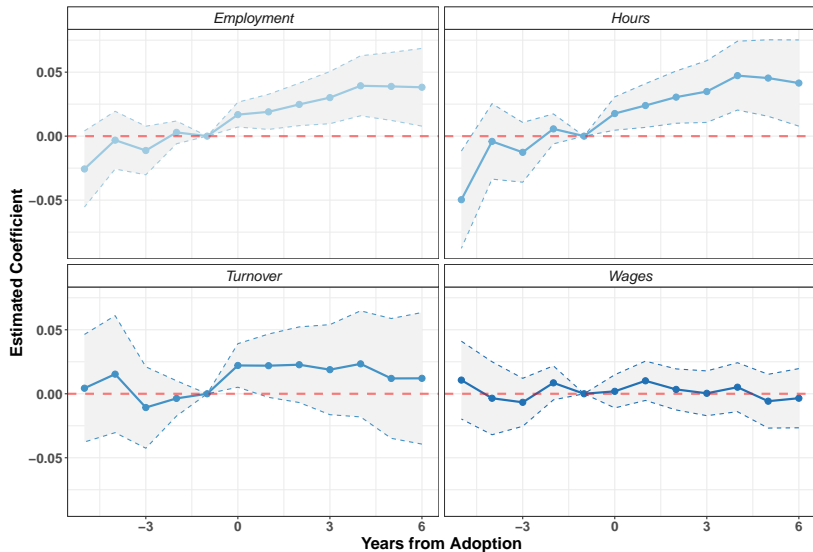 Employment
Hours
0.05
0.00
−0.05
Turnover
Wages
0.05
0.00
−0.05
−3
0
3
6
−3
0
3
6
Years from Adoption
Estimated Coefficient